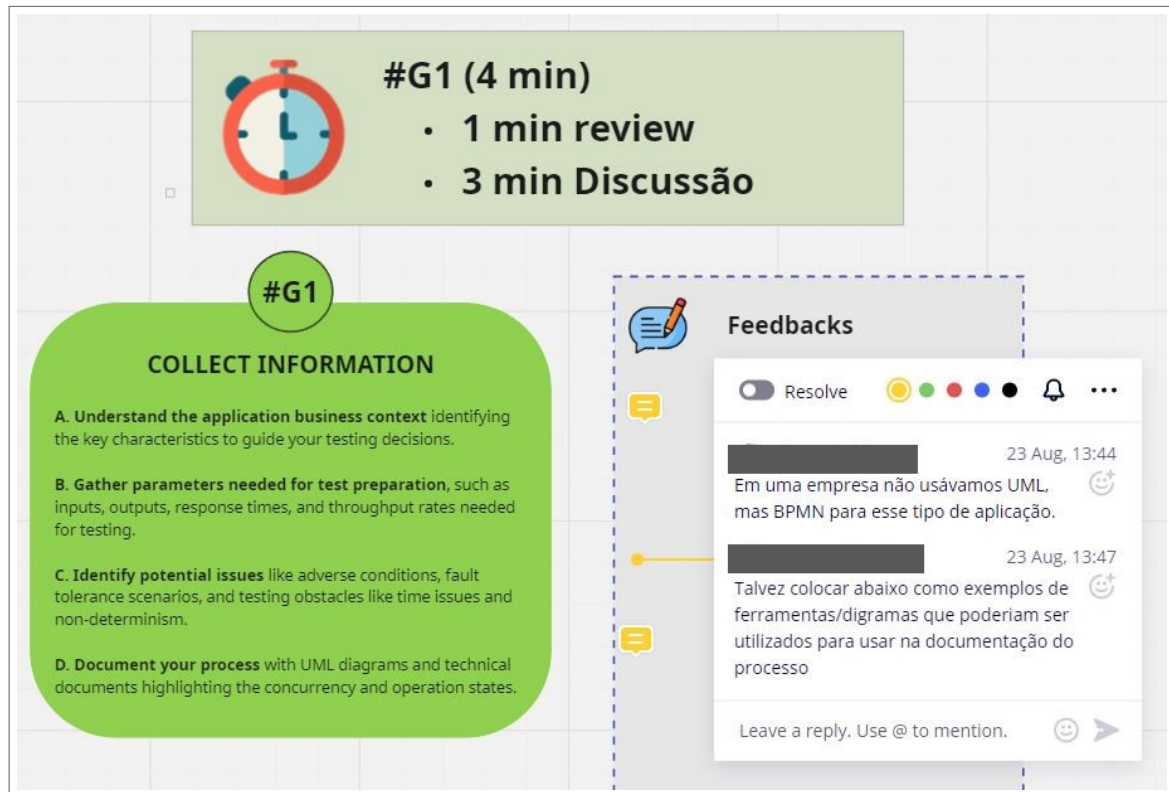 #G1 (4 min)
• 1 min review
• 3 min Discussão
#G1
COLLECT INFORMATION
A. Understand the application business context identifying
the key characteristics to guide your testing decisions.
B. Gather parameters needed for test preparation, such as
inputs, outputs, response times, and throughput rates needed
for testing.
C. Identify potential issues like adverse conditions, fault
tolerance scenarios, and testing obstacles like time issues and
non-determinism.
D. Document your process with UML diagrams and technical
documents highlighting the concurrency and operation states.
Feedbacks
Resolve
23 Aug, 13:44
Em uma empresa não usávamos UML,
mas BPMN para esse tipo de aplicação.
23 Aug, 13:47
Talvez colocar abaixo como exemplos de
ferramentas/digramas que poderiam ser
utilizados para usar na documentação do
processo
Leave a reply. Use @ to mention.